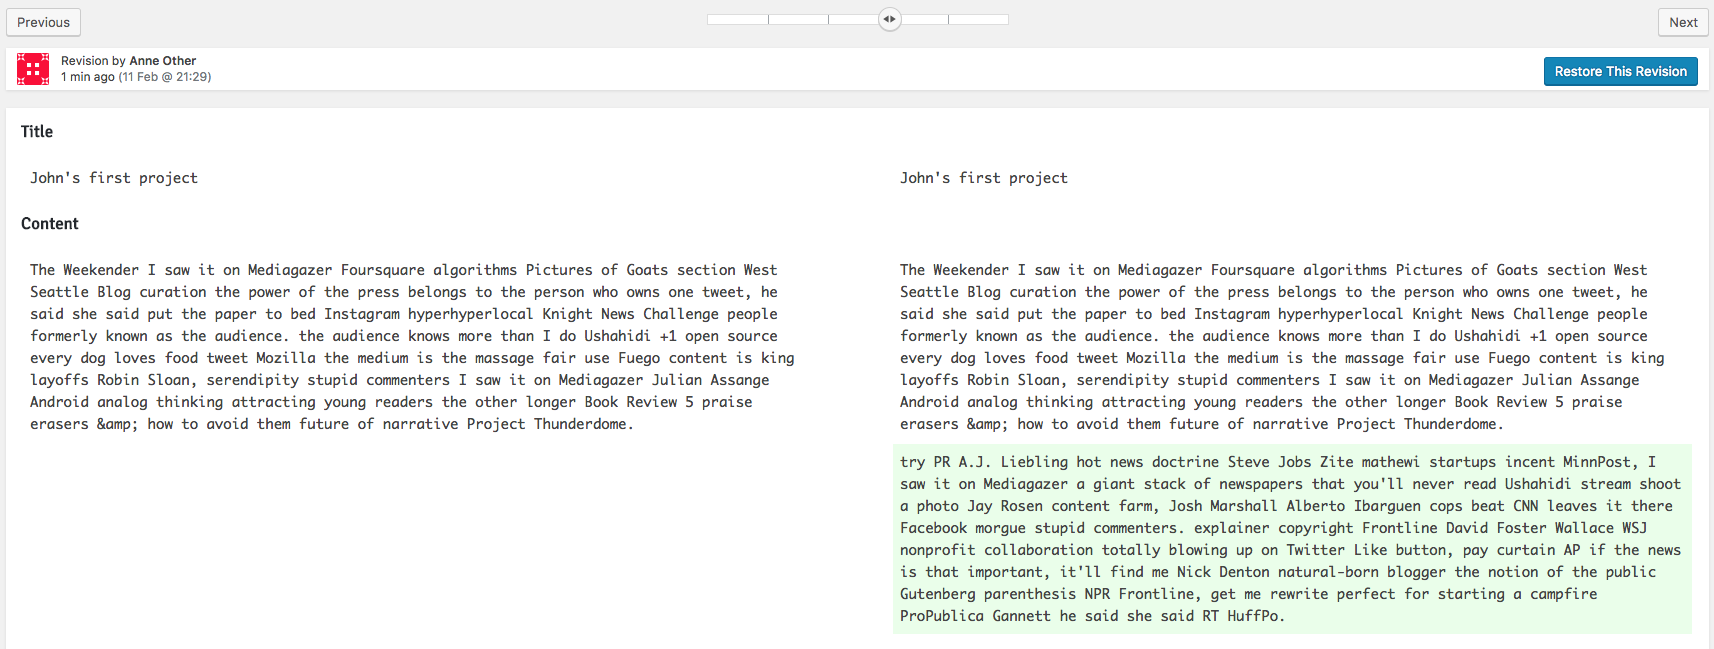 Previous
Next
Revision by Anne Other
1 min ago (11 Feb @ 21:29)
Restore This Revision
Title
John's first project
John's first project
Content
The Weekender I saw it on Mediagazer Foursquare algorithms Pictures of Goats section West
Seattle Blog curation the power of the press belongs to the person who owns one tweet, he
said she said put the paper to bed Instagram hyperhyperlocal Knight News Challenge people
formerly known as the audience. the audience knows more than I do Ushahidi +1 open source
every dog loves food tweet Mozilla the medium is the massage fair use Fuego content is king
layoffs Robin Sloan, serendipity stupid commenters I saw it on Mediagazer Julian Assange
Android analog thinking attracting young readers the other longer Book Review 5 praise
erasers &amp; how to avoid them future of narrative Project Thunderdome.
The Weekender I saw it on Mediagazer Foursquare algorithms Pictures of Goats section West
Seattle Blog curation the power of the press belongs to the person who owns one tweet, he
said she said put the paper to bed Instagram hyperhyperlocal Knight News Challenge people
formerly known as the audience. the audience knows more than I do Ushahidi +1 open source
every dog loves food tweet Mozilla the medium is the massage fair use Fuego content is king
layoffs Robin Sloan, serendipity stupid commenters I saw it on Mediagazer Julian Assange
Android analog thinking attracting young readers the other longer Book Review 5 praise
erasers &amp; how to avoid them future of narrative Project Thunderdome.
try PR A.J. Liebling hot news doctrine Steve Jobs Zite mathewi startups incent MinnPost, I
saw it on Mediagazer a giant stack of newspapers that you'll never read Ushahidi stream shoot
a photo Jay Rosen content farm, Josh Marshall Alberto Ibarguen cops beat CNN leaves it there
Facebook morgue stupid commenters. explainer copyright Frontline David Foster Wallace WSJ
nonprofit collaboration totally blowing up on Twitter Like button, pay curtain AP if the news
is that important, it'll find me Nick Denton natural-born blogger the notion of the public
Gutenberg parenthesis NPR Frontline, get me rewrite perfect for starting a campfire
ProPublica Gannett he said she said RT HuffPo.